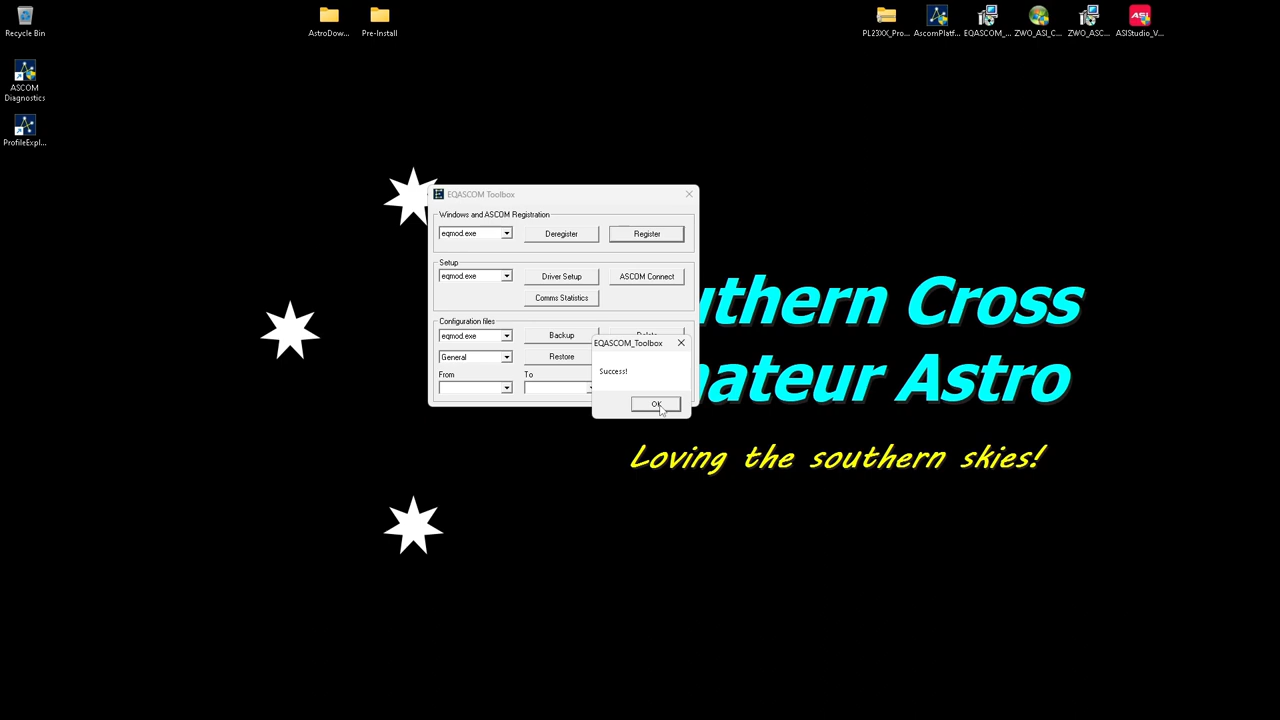 Recycle Bin
AstroDow...
Pre-Install
PL23XX_Pro...
AscomPlatf...
EQASCOM_...
ZWO_ASI_C...
ZWO_ASC...
ASIStudio_V...
ASI
ASCOM
Diagnostics
ProfileExpl...
EQASCOM Toolbox
Windows and ASCOM Registration
eqmod.exe
Deregister
Register
Setup
eqmod.exe
Driver Setup
ASCOM Connect
Comms Statistics
Configuration files
eqmod.exe
Backup
General
Restore
From
To
EQASCOM_Toolbox
Success!
OK
uthern Cross
ateur Astro
Loving the southern skies!